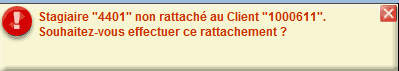 Stagiaire "4401" non rattaché au Client "1000611".
Souhaitez-vous effectuer ce rattachement ?